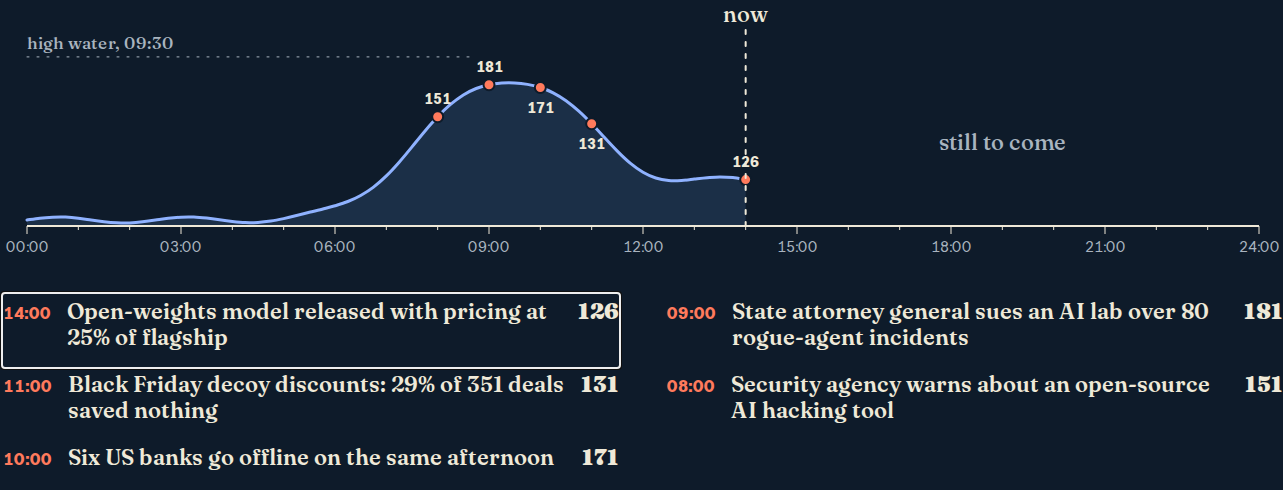 now
high water, 09:30
181
151
171
131
126
still to come
00:00 03:00 06:00 09:00 12:00 15:00 18:00 21:00 24:00
14:00 Open-weights model released with pricing at 126
25% of flagship
11:00 Black Friday decoy discounts: 29% of 351 deals 131
saved nothing
10:00 Six US banks go offline on the same afternoon 171
09:00 State attorney general sues an AI lab over 80 181
rogue-agent incidents
08:00 Security agency warns about an open-source 151
AI hacking tool